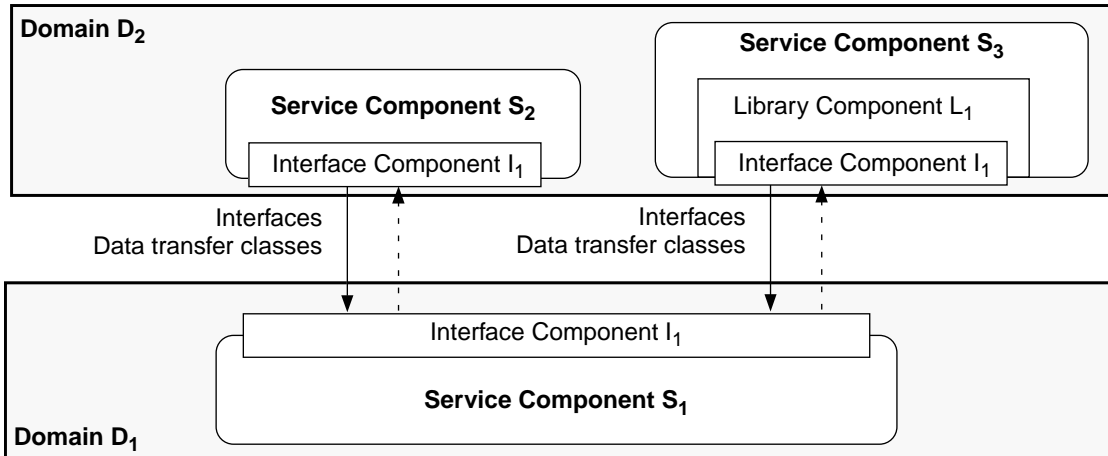 Domain D2
Service Component S3
Service Component S2
Library Component L1
Interface Component I1
Interface Component I1
Interfaces
Data transfer classes
Interfaces
Data transfer classes
Interface Component I1
Service Component S1
Domain D1